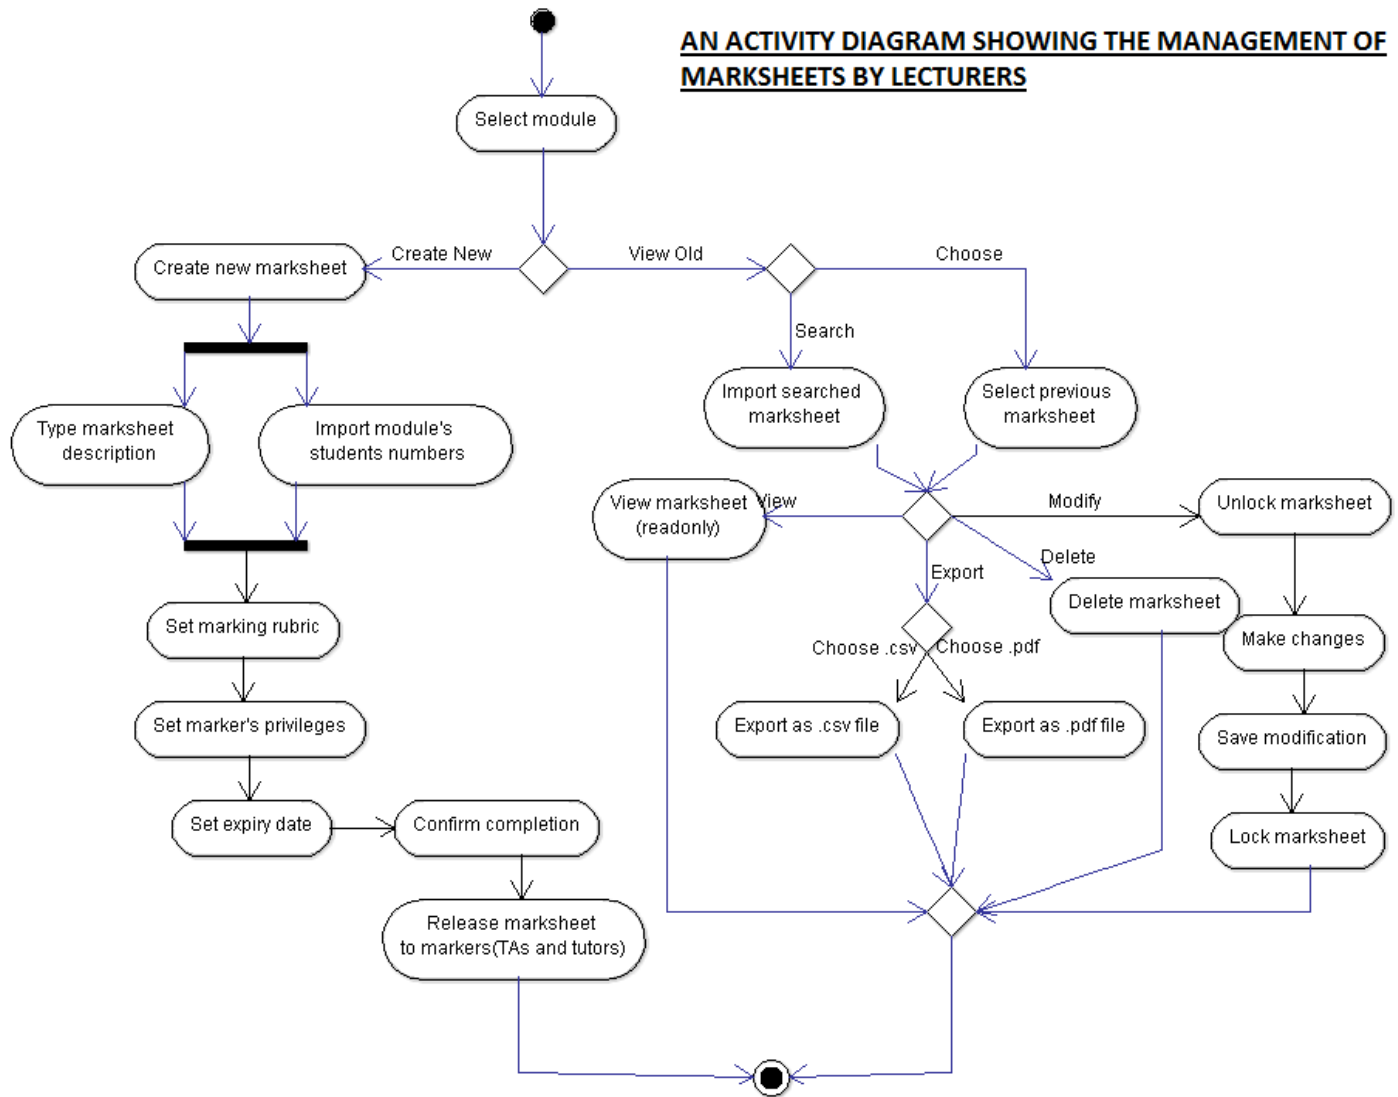 AN ACTIVITY DIAGRAM SHOWING THE MANAGEMENT OF
MARKSHEETS BY LECTURERS
Select module
Create New
View Old
Choose
Create new marksheet
Search
Import searched
marksheet
Select previous
marksheet
Type marksheet
description
Import module's
students numbers
View marksheet
(readonly)
View
Modify
Unlock marksheet
Delete
Export
Delete marksheet
Set marking rubric
Make changes
Choose .csv
Choose .pdf
Set marker's privileges
Export as .csv file
Export as .pdf file
Save modification
Set expiry date
Confirm completion
Lock marksheet
Release marksheet
to markers(TAs and tutors)